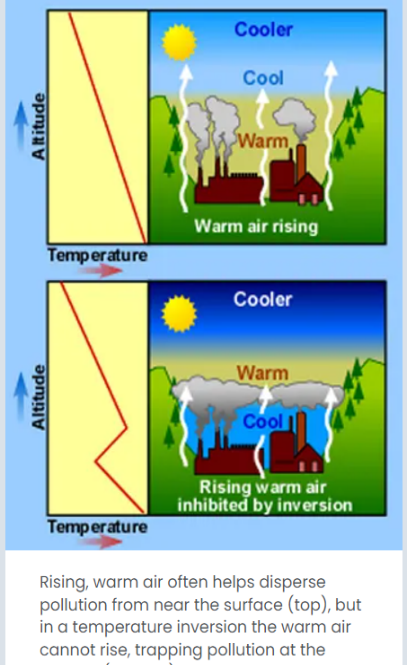 Cooler
Cool
Altitude
Warm
Warm air rising
Temperature
Cooler
Warm
Altitude
Cool
Rising warm air
inhibited by inversion
Temperature
Rising, warm air often helps disperse
pollution from near the surface (top), but
in a temperature inversion the warm air
cannot rise, trapping pollution at the